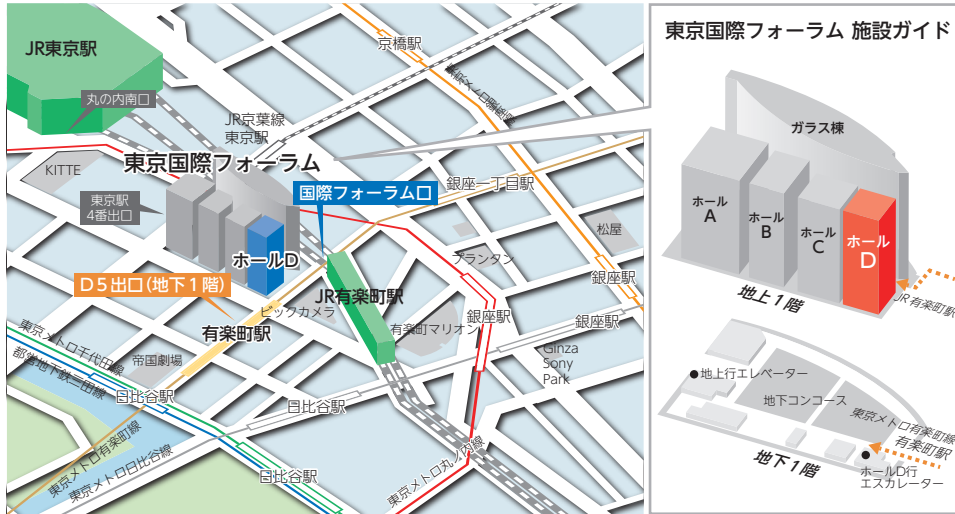 JR東京駅
丸の内南口
JR京葉線
東京駅
京橋駅
東京メトロ銀座線
東京国際フォーラム
KITTE
東京駅
4番出口
国際フォーラム口
銀座一丁目駅
松屋
プランタン
ホールD
D5出口(地下1階)
JR有楽町駅
ビックカメラ
有楽町駅
有楽町マリオン
銀座駅
銀座駅
銀座駅
Ginza
Sony
Park
帝国劇場
東京メトロ千代田線
都営地下鉄三田線
日比谷駅
日比谷駅
日比谷駅
東京メトロ有楽町線
東京メトロ日比谷線
東京メトロ丸ノ内線
東京国際フォーラム 施設ガイド
ガラス棟
ホール
A
ホール
B
ホール
C
ホール
D
地上1階
JR有楽町駅
地上行エレベーター
地下コンコース
東京メトロ有楽町線
有楽町駅
地下1階
ホールD行
エスカレーター